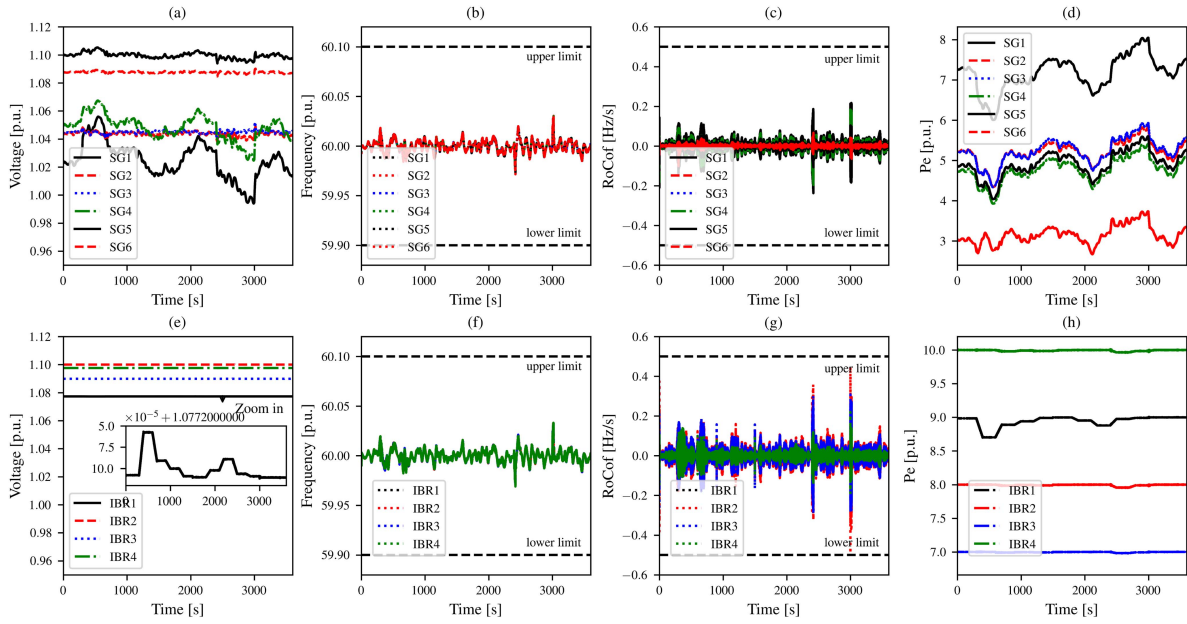 (a)
Voltage [p.u.]
1.12
1.10
1.08
1.06
1.04
1.02
1.00
0.98
0.96
SG1
SG2
SG3
SG4
SG5
SG6
0
1000
2000
3000
Time [s]
(b)
Frequency [p.u.]
60.10
60.05
60.00
59.95
59.90
upper limit
lower limit
SG1
SG2
SG3
SG4
SG5
SG6
0
1000
2000
3000
Time [s]
(c)
RoCof [Hz/s]
0.6
0.4
0.2
0.0
−0.2
−0.4
−0.6
upper limit
lower limit
SG1
SG2
SG3
SG4
SG5
SG6
0
1000
2000
3000
Time [s]
(d)
Pe [p.u.]
8
7
6
5
4
3
SG1
SG2
SG3
SG4
SG5
SG6
0
1000
2000
3000
Time [s]
(e)
Voltage [p.u.]
1.12
1.10
1.08
1.06
1.04
1.02
1.00
0.98
0.96
Zoom in
×10⁻⁵+1.0772000000
5.0
7.5
10.0
0
1000
2000
3000
IBR1
IBR2
IBR3
IBR4
0
1000
2000
3000
Time [s]
(f)
Frequency [p.u.]
60.10
60.05
60.00
59.95
59.90
upper limit
lower limit
IBR1
IBR2
IBR3
IBR4
0
1000
2000
3000
Time [s]
(g)
RoCof [Hz/s]
0.6
0.4
0.2
0.0
−0.2
−0.4
−0.6
upper limit
lower limit
IBR1
IBR2
IBR3
IBR4
0
1000
2000
3000
Time [s]
(h)
Pe [p.u.]
10.0
9.5
9.0
8.5
8.0
7.5
7.0
IBR1
IBR2
IBR3
IBR4
0
1000
2000
3000
Time [s]